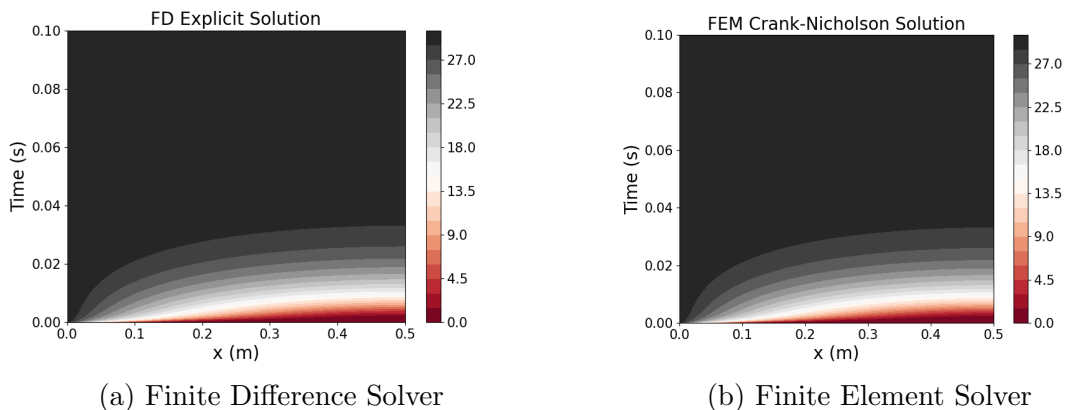 FD Explicit Solution
0.10
0.08
0.06
0.04
0.02
0.00
Time (s)
0.0 0.1 0.2 0.3 0.4 0.5
x (m)
27.0
22.5
18.0
13.5
9.0
4.5
0.0
(a) Finite Difference Solver
FEM Crank-Nicholson Solution
0.10
0.08
0.06
0.04
0.02
0.00
Time (s)
0.0 0.1 0.2 0.3 0.4 0.5
x (m)
27.0
22.5
18.0
13.5
9.0
4.5
0.0
(b) Finite Element Solver